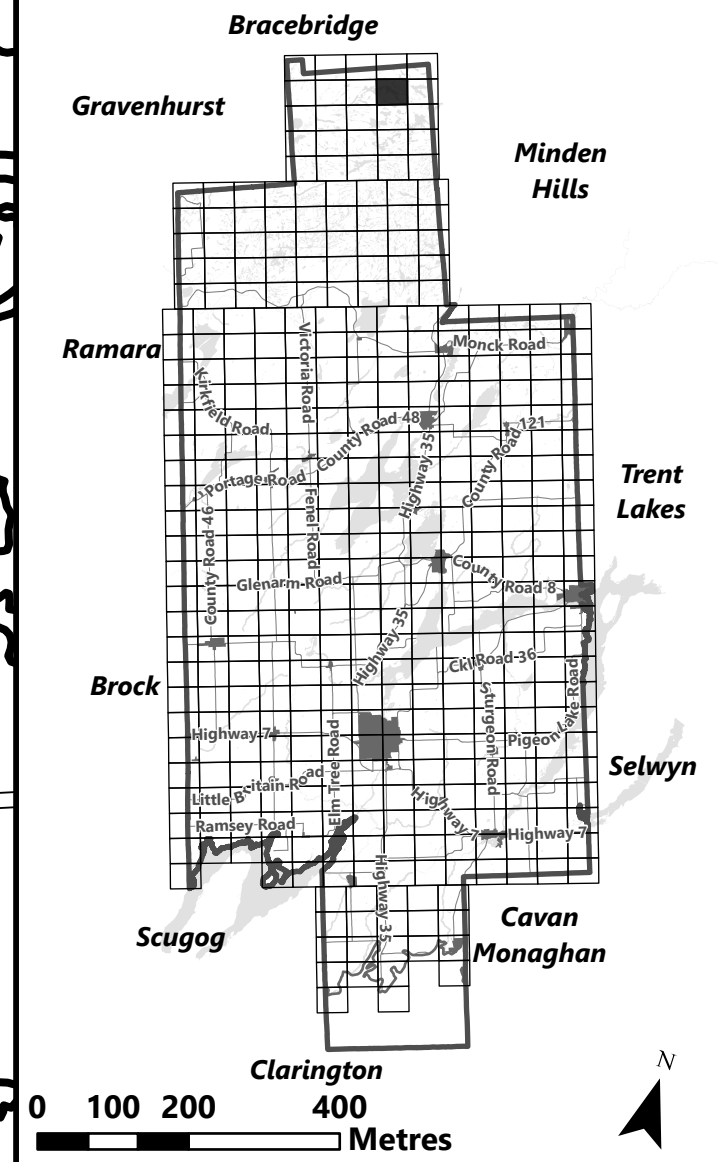 Bracebridge
Gravenhurst
Minden
Hills
Ramara
Monck Road
Victoria Road
Kirkfield Road
County Road 48
121
County Road
Highway 35
Portage Road
Trent
Lakes
Fenel Road
County Road 46
Glenarm Road
County Road 8
Highway 35
Ckl Road 36
Brock
Sturgeon Road
Pigeon Lake Road
Highway 7
Elm Tree Road
Selwyn
Little Britain Road
Ramsey Road
Highway 7
Highway 7
Highway 35
Scugog
Cavan
Monaghan
Clarington
N
0 100 200 400
Metres